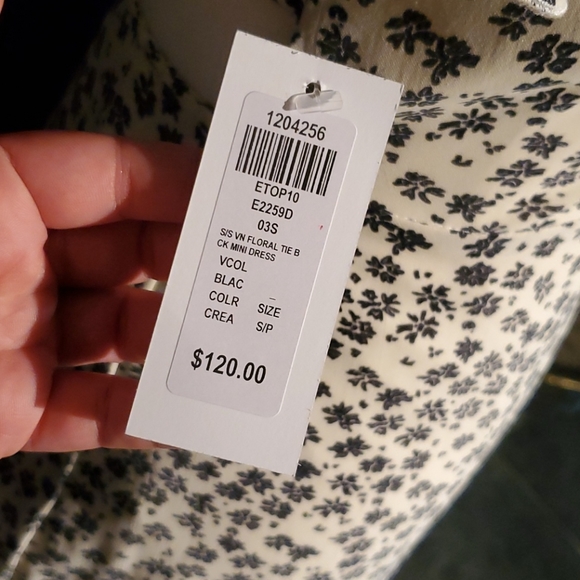 1204256
ETOP10
E2259D
03S
S/S VN FLORAL TIE B
CK MINI DRESS
VCOL
BLAC _
COLR SIZE
CREA S/P
$120.00